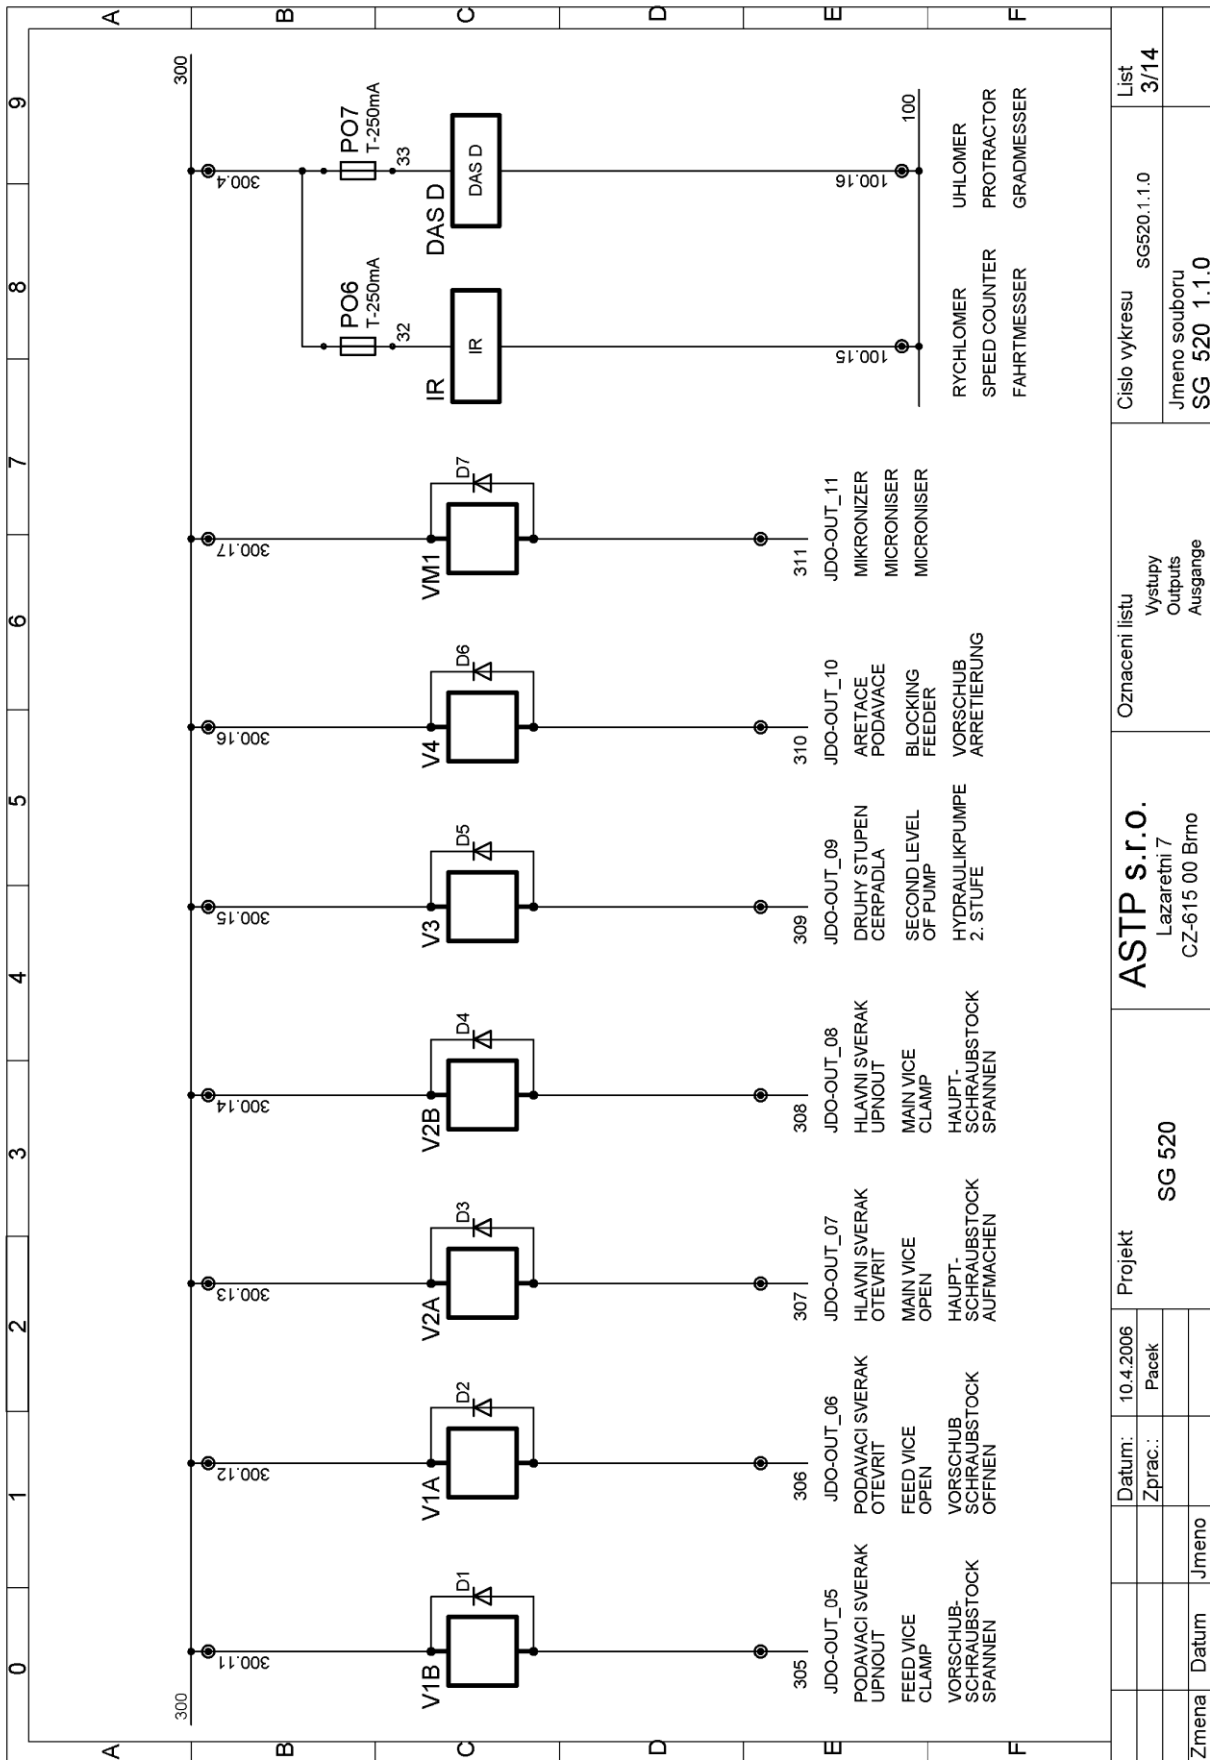 0 1 2 3 4 5 6 7 8 9
A A
B B
C C
D D
E E
F F
300 300
300.11 300.12 300.13 300.14 300.15 300.16 300.17 300.4
PO6
T-250mA
32
PO7
T-250mA
33
V1B D1
V1A D2
V2A D3
V2B D4
V3 D5
V4 D6
VM1 D7
IR IR
DAS D DAS D
100.15 100.16
100
305
JDO-OUT_05
PODAVACI SVERAK
UPNOUT
FEED VICE
CLAMP
VORSCHUB-
SCHRAUBSTOCK
SPANNEN
306
JDO-OUT_06
PODAVACI SVERAK
OTEVRIT
FEED VICE
OPEN
VORSCHUB
SCHRAUBSTOCK
OFFNEN
307
JDO-OUT_07
HLAVNI SVERAK
OTEVRIT
MAIN VICE
OPEN
HAUPT-
SCHRAUBSTOCK
AUFMACHEN
308
JDO-OUT_08
HLAVNI SVERAK
UPNOUT
MAIN VICE
CLAMP
HAUPT-
SCHRAUBSTOCK
SPANNEN
309
JDO-OUT_09
DRUHY STUPEN
CERPADLA
SECOND LEVEL
OF PUMP
HYDRAULIKPUMPE
2. STUFE
310
JDO-OUT_10
ARETACE
PODAVACE
BLOCKING
FEEDER
VORSCHUB
ARRETIERUNG
311
JDO-OUT_11
MIKRONIZER
MICRONISER
MICRONISER
RYCHLOMER
SPEED COUNTER
FAHRTMESSER
UHLOMER
PROTRACTOR
GRADMESSER
Zmena Datum Jmeno
Datum: 10.4.2006
Zprac.: Pacek
Projekt
SG 520
ASTP s.r.o.
Lazaretni 7
CZ-615 00 Brno
Oznaceni listu
Vystupy
Outputs
Ausgange
Cislo vykresu
SG520.1.1.0
Jmeno souboru
SG 520 1.1.0
List
3/14